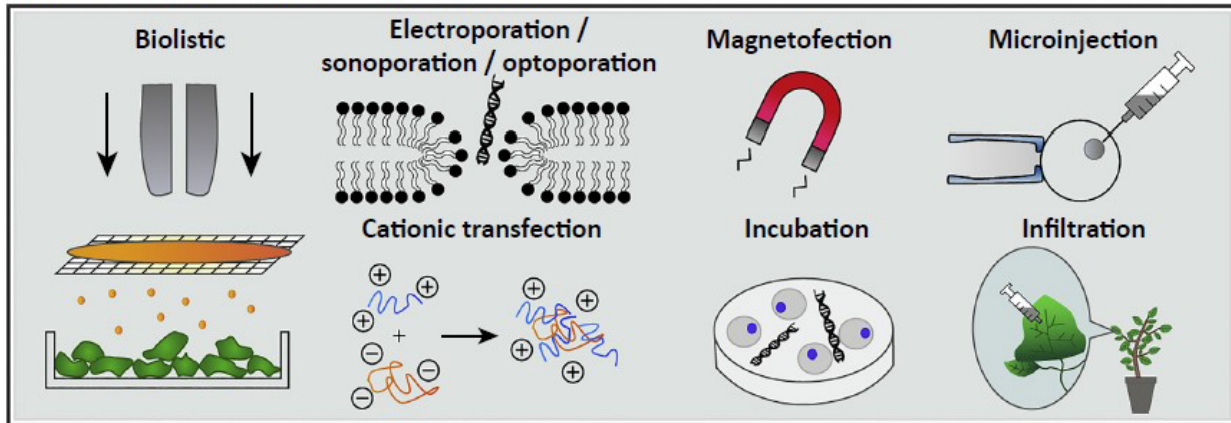 Biolistic
Electroporation /
sonoporation / optoporation
Magnetofection
Microinjection
Cationic transfection
Incubation
Infiltration
+
+
+
+
−
−
−
+
+
+
+
+